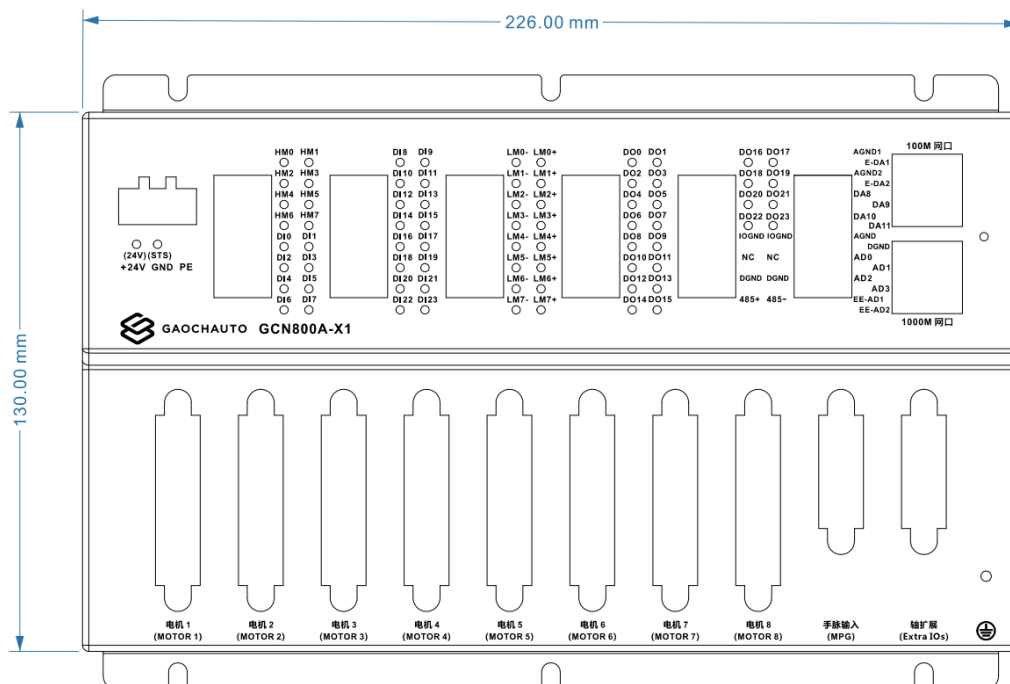 226.00 mm
130.00 mm
HM0 HM1
HM2 HM3
HM4 HM5
HM6 HM7
DI0 DI1
DI2 DI3
DI4 DI5
DI6 DI7
DI8 DI9
DI10 DI11
DI12 DI13
DI14 DI15
DI16 DI17
DI18 DI19
DI20 DI21
DI22 DI23
LM0- LM0+
LM1- LM1+
LM2- LM2+
LM3- LM3+
LM4- LM4+
LM5- LM5+
LM6- LM6+
LM7- LM7+
DO0 DO1
DO2 DO3
DO4 DO5
DO6 DO7
DO8 DO9
DO10 DO11
DO12 DO13
DO14 DO15
DO16 DO17
DO18 DO19
DO20 DO21
DO22 DO23
IOGND IOGND
NC NC
DGND DGND
485+ 485-
AGND1
E-DA1
AGND2
E-DA2
DA8
DA9
DA10
DA11
AGND
DGND
AD0
AD1
AD2
AD3
EE-AD1
EE-AD2
100M 网口
1000M 网口
(24V) (STS)
+24V GND PE
GAOCHAUTO GCN800A-X1
电机 1
(MOTOR 1)
电机 2
(MOTOR 2)
电机 3
(MOTOR 3)
电机 4
(MOTOR 4)
电机 5
(MOTOR 5)
电机 6
(MOTOR 6)
电机 7
(MOTOR 7)
电机 8
(MOTOR 8)
手脉输入
(MPG)
轴扩展
(Extra IOs)